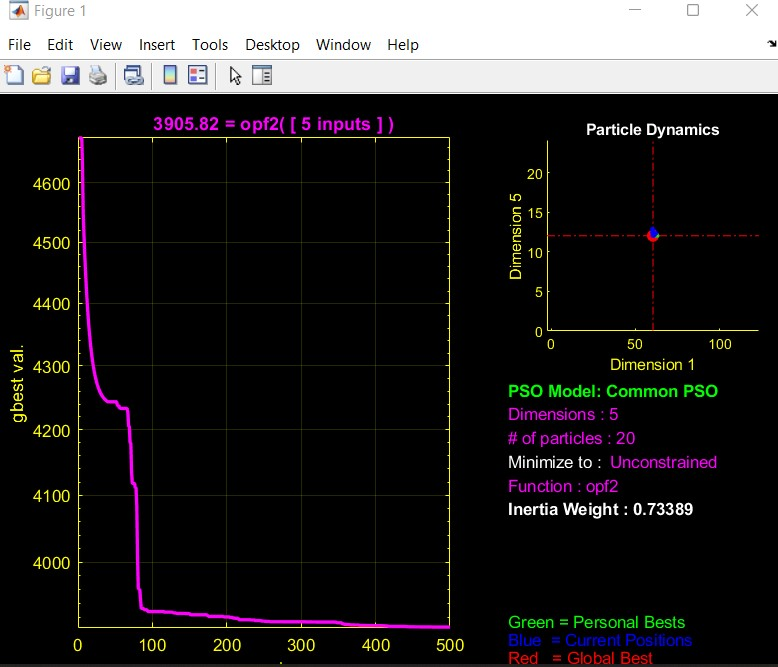 Figure 1
File Edit View Insert Tools Desktop Window Help
3905.82 = opf2( [ 5 inputs ] )
gbest val.
4600
4500
4400
4300
4200
4100
4000
0 100 200 300 400 500
Particle Dynamics
Dimension 5
20
15
10
5
0
0 50 100
Dimension 1
PSO Model: Common PSO
Dimensions : 5
# of particles : 20
Minimize to : Unconstrained
Function : opf2
Inertia Weight : 0.73389
Green = Personal Bests
Blue = Current Positions
Red = Global Best